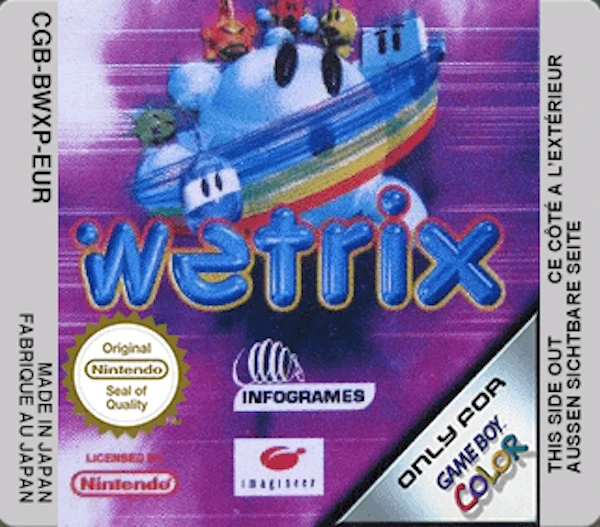 CGB-BWXP-EUR
wetrix
Original
Nintendo
Seal of
Quality
LICENSED BY
Nintendo
INFOGRAMES
imagineer
ONLY FOR
GAME BOY
COLOR
MADE IN JAPAN
FABRIQUE AU JAPAN
THIS SIDE OUT CE CÔTÉ A L'EXTÉRIEUR
AUSSEN SICHTBARE SEITE